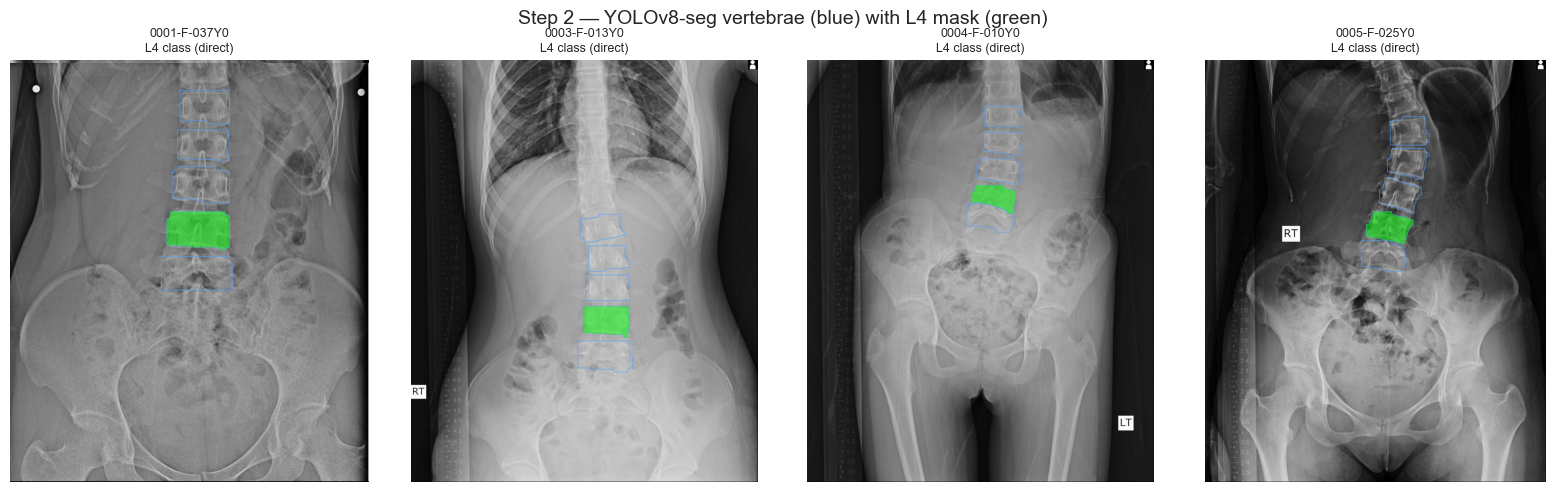 Step 2 — YOLOv8-seg vertebrae (blue) with L4 mask (green)
0001-F-037Y0
L4 class (direct)
0003-F-013Y0
L4 class (direct)
0004-F-010Y0
L4 class (direct)
0005-F-025Y0
L4 class (direct)
RT
LT
RT